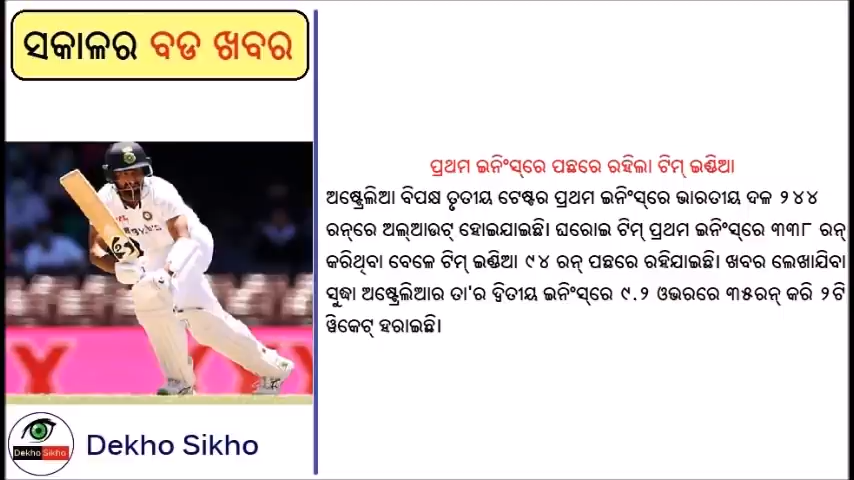 ସକାଳର ବଡ ଖବର
ପ୍ରଥମ ଇନିଂସ୍‌ରେ ପଛରେ ରହିଲା ଟିମ୍ ଇଣ୍ଡିଆ
ଅଷ୍ଟ୍ରେଲିଆ ବିପକ୍ଷ ତୃତୀୟ ଟେଷ୍ଟର ପ୍ରଥମ ଇନିଂସ୍‌ରେ ଭାରତୀୟ ଦଳ ୨୪୪
ରନ୍‌ରେ ଅଲ୍‌ଆଉଟ୍ ହୋଇଯାଇଛି। ଘରୋଇ ଟିମ୍ ପ୍ରଥମ ଇନିଂସ୍‌ରେ ୩୩୮ ରନ୍
କରିଥିବା ବେଳେ ଟିମ୍ ଇଣ୍ଡିଆ ୯୪ ରନ୍ ପଛରେ ରହିଯାଇଛି। ଖବର ଲେଖାଯିବା
ସୁଦ୍ଧା ଅଷ୍ଟ୍ରେଲିଆର ତା'ର ଦ୍ୱିତୀୟ ଇନିଂସ୍‌ରେ ୯.୨ ଓଭରରେ ୩୫ରନ୍ କରି ୨ଟି
ୱିକେଟ୍ ହରାଇଛି।
Dekho Sikho
Dekho Sikho